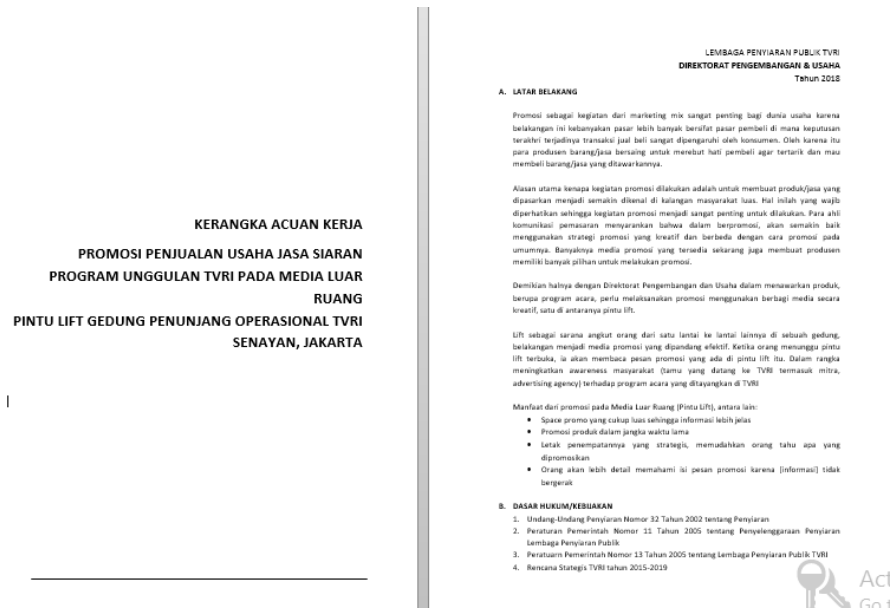 KERANGKA ACUAN KERJA
PROMOSI PENJUALAN USAHA JASA SIARAN
PROGRAM UNGGULAN TVRI PADA MEDIA LUAR
RUANG
PINTU LIFT GEDUNG PENUNJANG OPERASIONAL TVRI
SENAYAN, JAKARTA
LEMBAGA PENYIARAN PUBLIK TVRI
DIREKTORAT PENGEMBANGAN & USAHA
Tahun 2018
A. LATAR BELAKANG
Promosi sebagai kegiatan dari marketing mix sangat penting bagi dunia usaha karena
belakangan ini kebanyakan pasar lebih banyak bersifat pasar pembeli di mana keputusan
terakhri terjadinya transaksi jual beli sangat dipengaruhi oleh konsumen. Oleh karena itu
para produsen barang/jasa bersaing untuk merebut hati pembeli agar tertarik dan mau
membeli barang/jasa yang ditawarkannya.
Alasan utama kenapa kegiatan promosi dilakukan adalah untuk membuat produk/jasa yang
dipasarkan menjadi semakin dikenal di kalangan masyarakat luas. Hal inilah yang wajib
diperhatikan sehingga kegiatan promosi menjadi sangat penting untuk dilakukan. Para ahli
komunikasi pemasaran menyarankan bahwa dalam berpromosi, akan semakin baik
menggunakan strategi promosi yang kreatif dan berbeda dengan cara promosi pada
umumnya. Banyaknya media promosi yang tersedia sekarang juga membuat produsen
memiliki banyak pilihan untuk melakukan promosi.
Demikian halnya dengan Direktorat Pengembangan dan Usaha dalam menawarkan produk,
berupa program acara, perlu melaksanakan promosi menggunakan berbagi media secara
kreatif, satu di antaranya pintu lift.
Lift sebagai sarana angkut orang dari satu lantai ke lantai lainnya di sebuah gedung,
belakangan menjadi media promosi yang dipandang efektif. Ketika orang menunggu pintu
lift terbuka, ia akan membaca pesan promosi yang ada di pintu lift itu. Dalam rangka
meningkatkan awareness masyarakat (tamu yang datang ke TVRI termasuk mitra,
advertising agency) terhadap program acara yang ditayangkan di TVRI
Manfaat dari promosi pada Media Luar Ruang (Pintu Lift), antara lain:
• Space promo yang cukup luas sehingga informasi lebih jelas
• Promosi produk dalam jangka waktu lama
• Letak penempatannya yang strategis, memudahkan orang tahu apa yang
dipromosikan
• Orang akan lebih detail memahami isi pesan promosi karena [informasi] tidak
bergerak
B. DASAR HUKUM/KEBIJAKAN
1. Undang-Undang Penyiaran Nomor 32 Tahun 2002 tentang Penyiaran
2. Peraturan Pemerintah Nomor 11 Tahun 2005 tentang Penyelenggaraan Penyiaran
Lembaga Penyiaran Publik
3. Peratuarn Pemerintah Nomor 13 Tahun 2005 tentang Lembaga Penyiaran Publik TVRI
4. Rencana Stategis TVRI tahun 2015-2019
Act
Go t